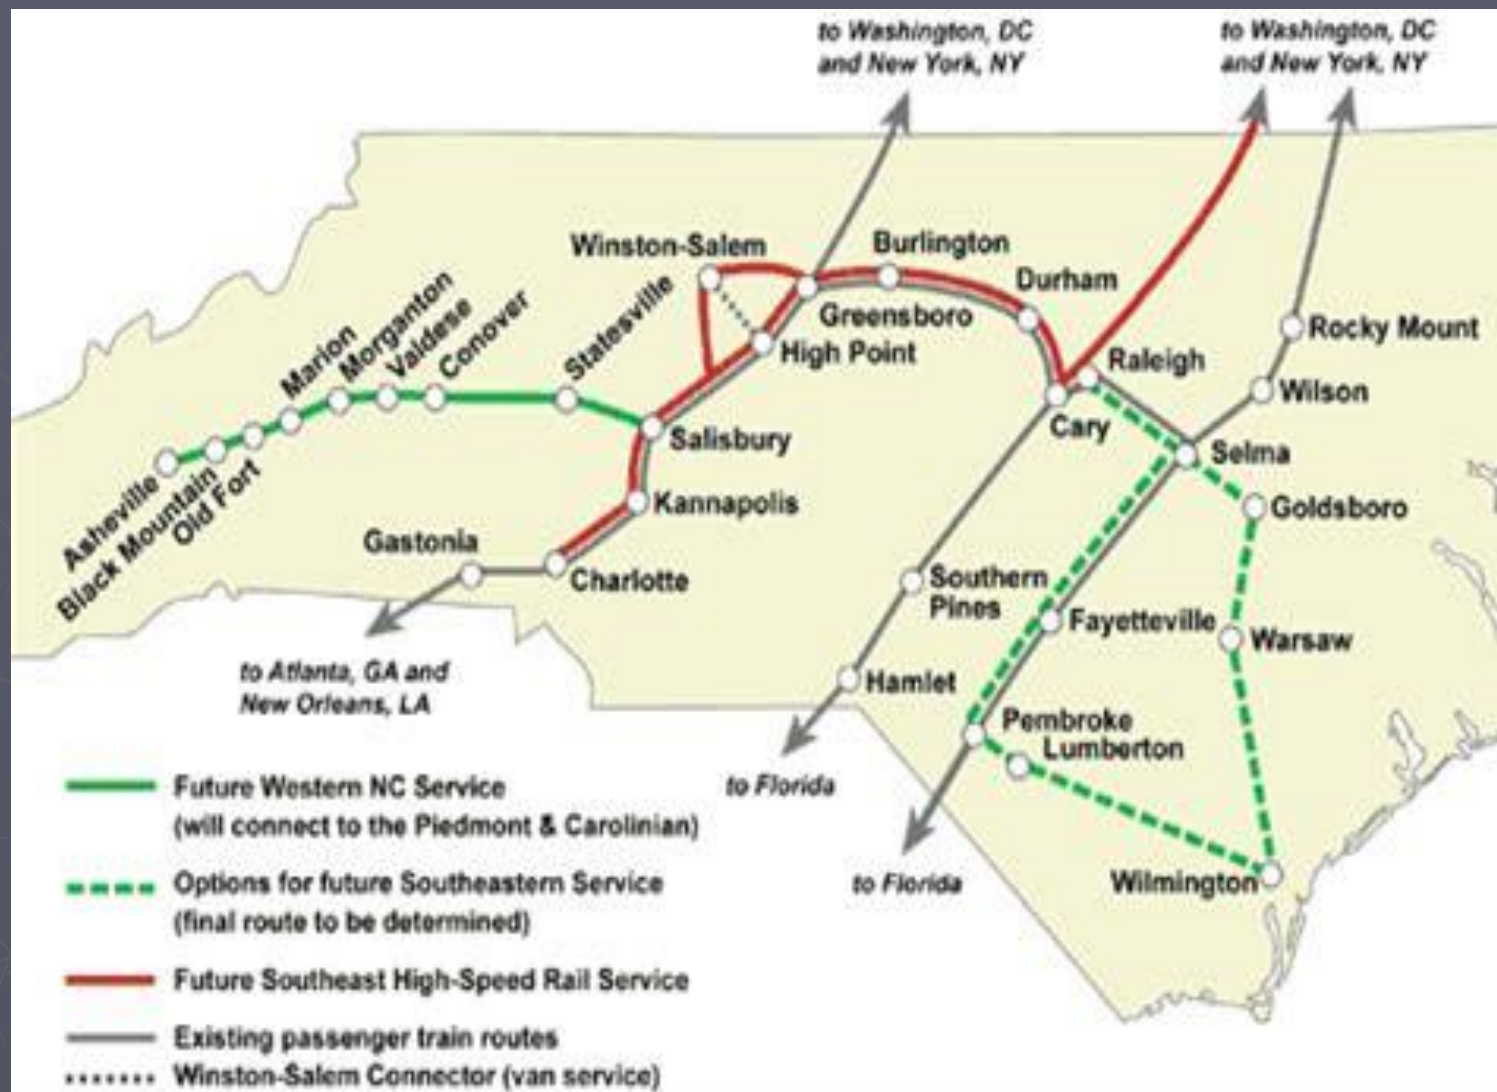 to Washington, DC
and New York, NY
to Washington, DC
and New York, NY
Winston-Salem
Burlington
Durham
Greensboro
High Point
Statesville
Conover
Valdese
Morganton
Marion
Asheville
Black Mountain
Old Fort
Salisbury
Kannapolis
Charlotte
Gastonia
to Atlanta, GA and
New Orleans, LA
Raleigh
Cary
Rocky Mount
Wilson
Selma
Goldsboro
Southern
Pines
Fayetteville
Warsaw
Hamlet
Pembroke
Lumberton
to Florida
to Florida
Wilmington
Future Western NC Service
(will connect to the Piedmont & Carolinian)
Options for future Southeastern Service
(final route to be determined)
Future Southeast High-Speed Rail Service
Existing passenger train routes
Winston-Salem Connector (van service)